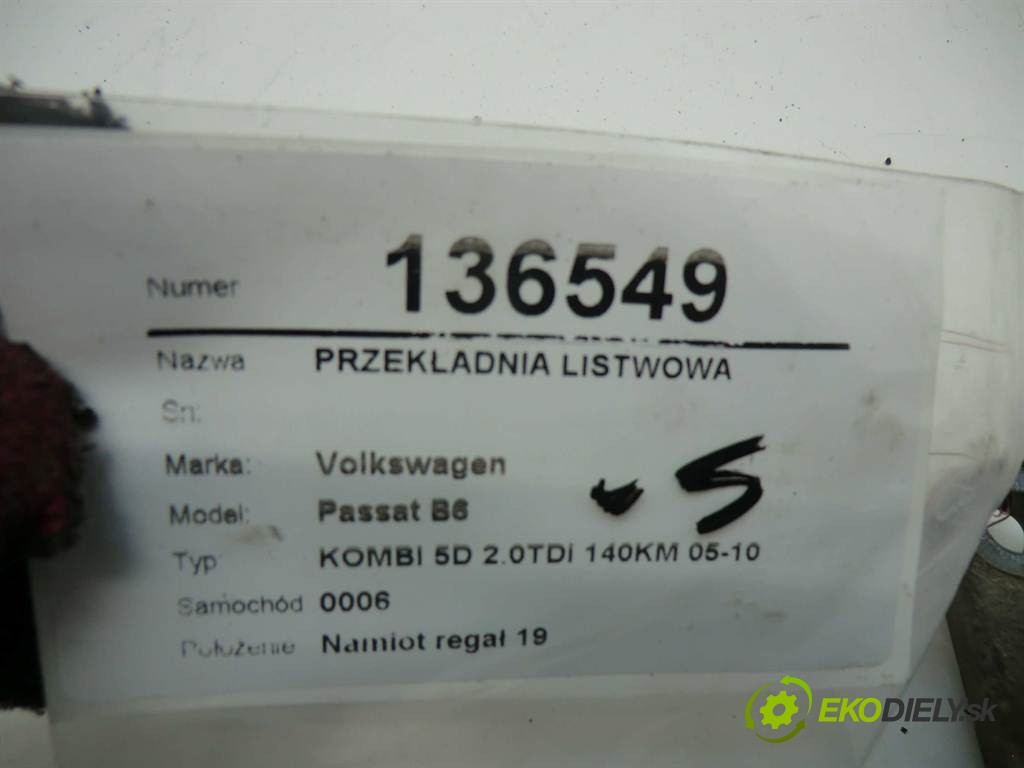 Numer 136549
Nazwa PRZEKLADNIA LISTWOWA
Sn:
Marka: Volkswagen
Model: Passat B6
Typ KOMBI 5D 2.0TDI 140KM 05-10
Samochód 0006
Położenie Namiot regał 19
EKODIELY.sk